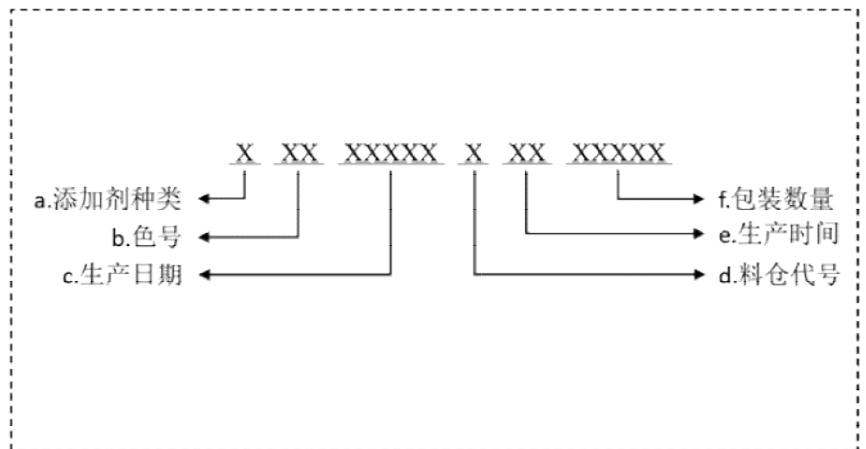 X XX XXXXX X XX XXXXX
a.添加剂种类
f.包装数量
b.色号
e.生产时间
c.生产日期
d.料仓代号